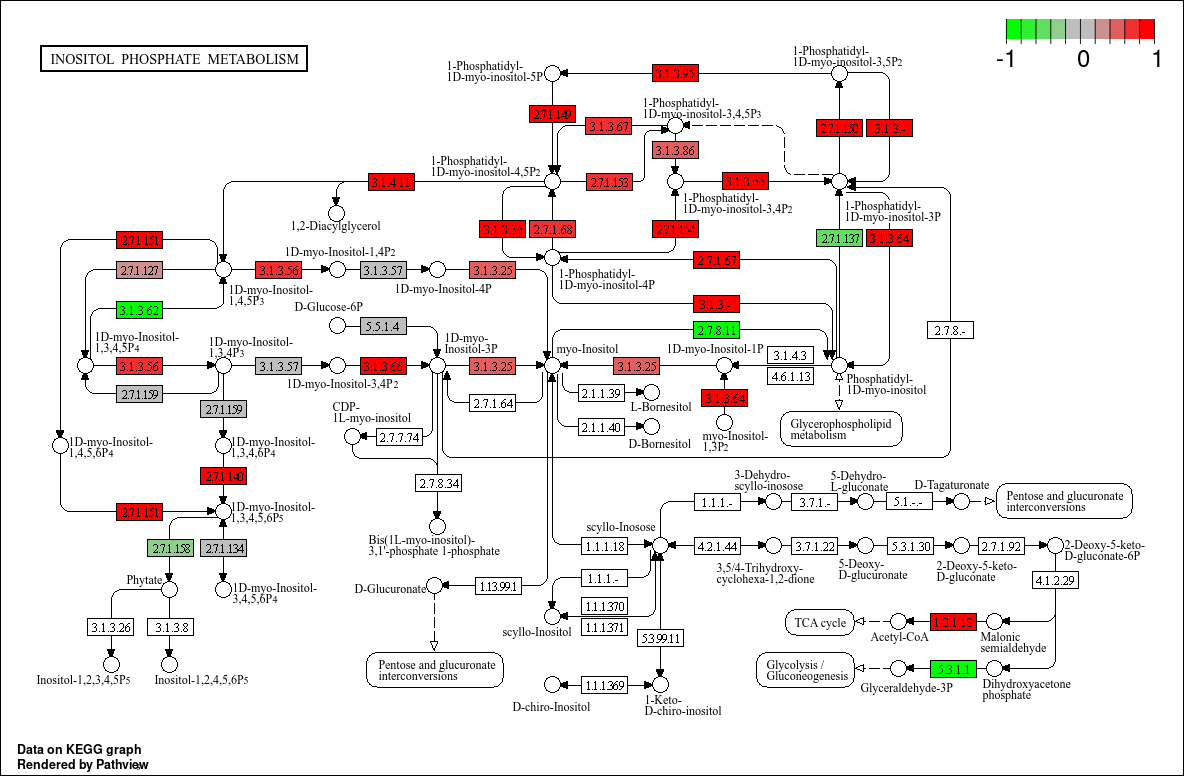 INOSITOL PHOSPHATE METABOLISM
-1 0 1
1-Phosphatidyl-
1D-myo-inositol-5P
3.1.3.95
1-Phosphatidyl-
1D-myo-inositol-3,5P2
2.7.1.149
3.1.3.67
1-Phosphatidyl-
1D-myo-inositol-3,4,5P3
2.7.1.150
3.1.3.-
3.1.3.86
1-Phosphatidyl-
1D-myo-inositol-4,5P2
3.1.4.11
2.7.1.153
3.1.3.66
1-Phosphatidyl-
1D-myo-inositol-3,4P2
1-Phosphatidyl-
1D-myo-inositol-3P
1,2-Diacylglycerol
3.1.3.36
2.7.1.68
2.7.1.154
2.7.1.137
3.1.3.64
2.7.1.151
1D-myo-Inositol-1,4P2
2.7.1.127
3.1.3.56
3.1.3.57
3.1.3.25
2.7.1.67
1-Phosphatidyl-
1D-myo-inositol-4P
1D-myo-Inositol-
1,4,5P3
1D-myo-Inositol-4P
3.1.3.62
D-Glucose-6P
3.1.3.-
5.5.1.4
2.7.8.11
2.7.8.-
1D-myo-Inositol-
1,3,4,5P4
1D-myo-Inositol-
1,3,4P3
1D-myo-
Inositol-3P
myo-Inositol
1D-myo-Inositol-1P
3.1.4.3
4.6.1.13
3.1.3.56
3.1.3.57
3.1.3.66
3.1.3.25
3.1.3.25
1D-myo-Inositol-3,4P2
Phosphatidyl-
1D-myo-inositol
2.7.1.159
2.7.1.159
2.7.1.64
2.1.1.39
L-Bornesitol
3.1.3.64
CDP-
1L-myo-inositol
2.7.7.74
2.1.1.40
D-Bornesitol
myo-Inositol-
1,3P2
Glycerophospholipid
metabolism
1D-myo-Inositol-
1,4,5,6P4
1D-myo-Inositol-
1,3,4,6P4
2.7.1.140
2.7.8.34
3-Dehydro-
scyllo-inosose
5-Dehydro-
L-gluconate
D-Tagaturonate
1.1.1.-
3.7.1.-
5.1.-.-
Pentose and glucuronate
interconversions
2.7.1.151
1D-myo-Inositol-
1,3,4,5,6P5
scyllo-Inosose
Bis(1L-myo-inositol)-
3,1'-phosphate 1-phosphate
2.7.1.158
2.7.1.134
1.1.1.18
4.2.1.44
3.7.1.22
5.3.1.30
2.7.1.92
2-Deoxy-5-keto-
D-gluconate-6P
3,5/4-Trihydroxy-
cyclohexa-1,2-dione
5-Deoxy-
D-glucuronate
2-Deoxy-5-keto-
D-gluconate
Phytate
1D-myo-Inositol-
3,4,5,6P4
D-Glucuronate
1.13.99.1
1.1.1.-
4.1.2.29
1.1.1.370
1.1.1.371
scyllo-Inositol
3.1.3.26
3.1.3.8
5.3.99.11
TCA cycle
Acetyl-CoA
1.2.1.18
Malonic
semialdehyde
Inositol-1,2,3,4,5P5
Inositol-1,2,4,5,6P5
Pentose and glucuronate
interconversions
Glycolysis /
Gluconeogenesis
Glyceraldehyde-3P
5.3.1.1
Dihydroxyacetone
phosphate
D-chiro-Inositol
1.1.1.369
1-Keto-
D-chiro-inositol
Data on KEGG graph
Rendered by Pathview